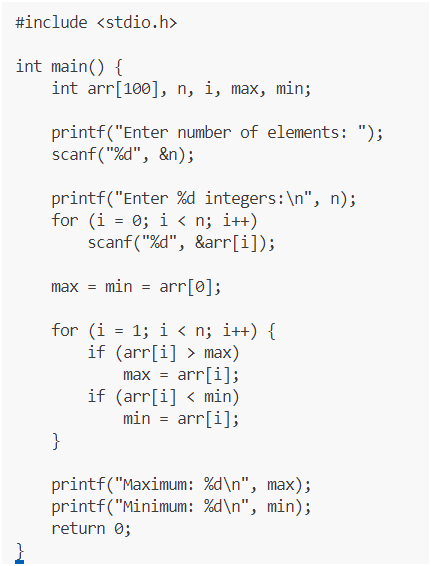 #include <stdio.h>

int main() {
    int arr[100], n, i, max, min;

    printf("Enter number of elements: ");
    scanf("%d", &n);

    printf("Enter %d integers:\n", n);
    for (i = 0; i < n; i++)
        scanf("%d", &arr[i]);

    max = min = arr[0];

    for (i = 1; i < n; i++) {
        if (arr[i] > max)
            max = arr[i];
        if (arr[i] < min)
            min = arr[i];
    }

    printf("Maximum: %d\n", max);
    printf("Minimum: %d\n", min);
    return 0;
}